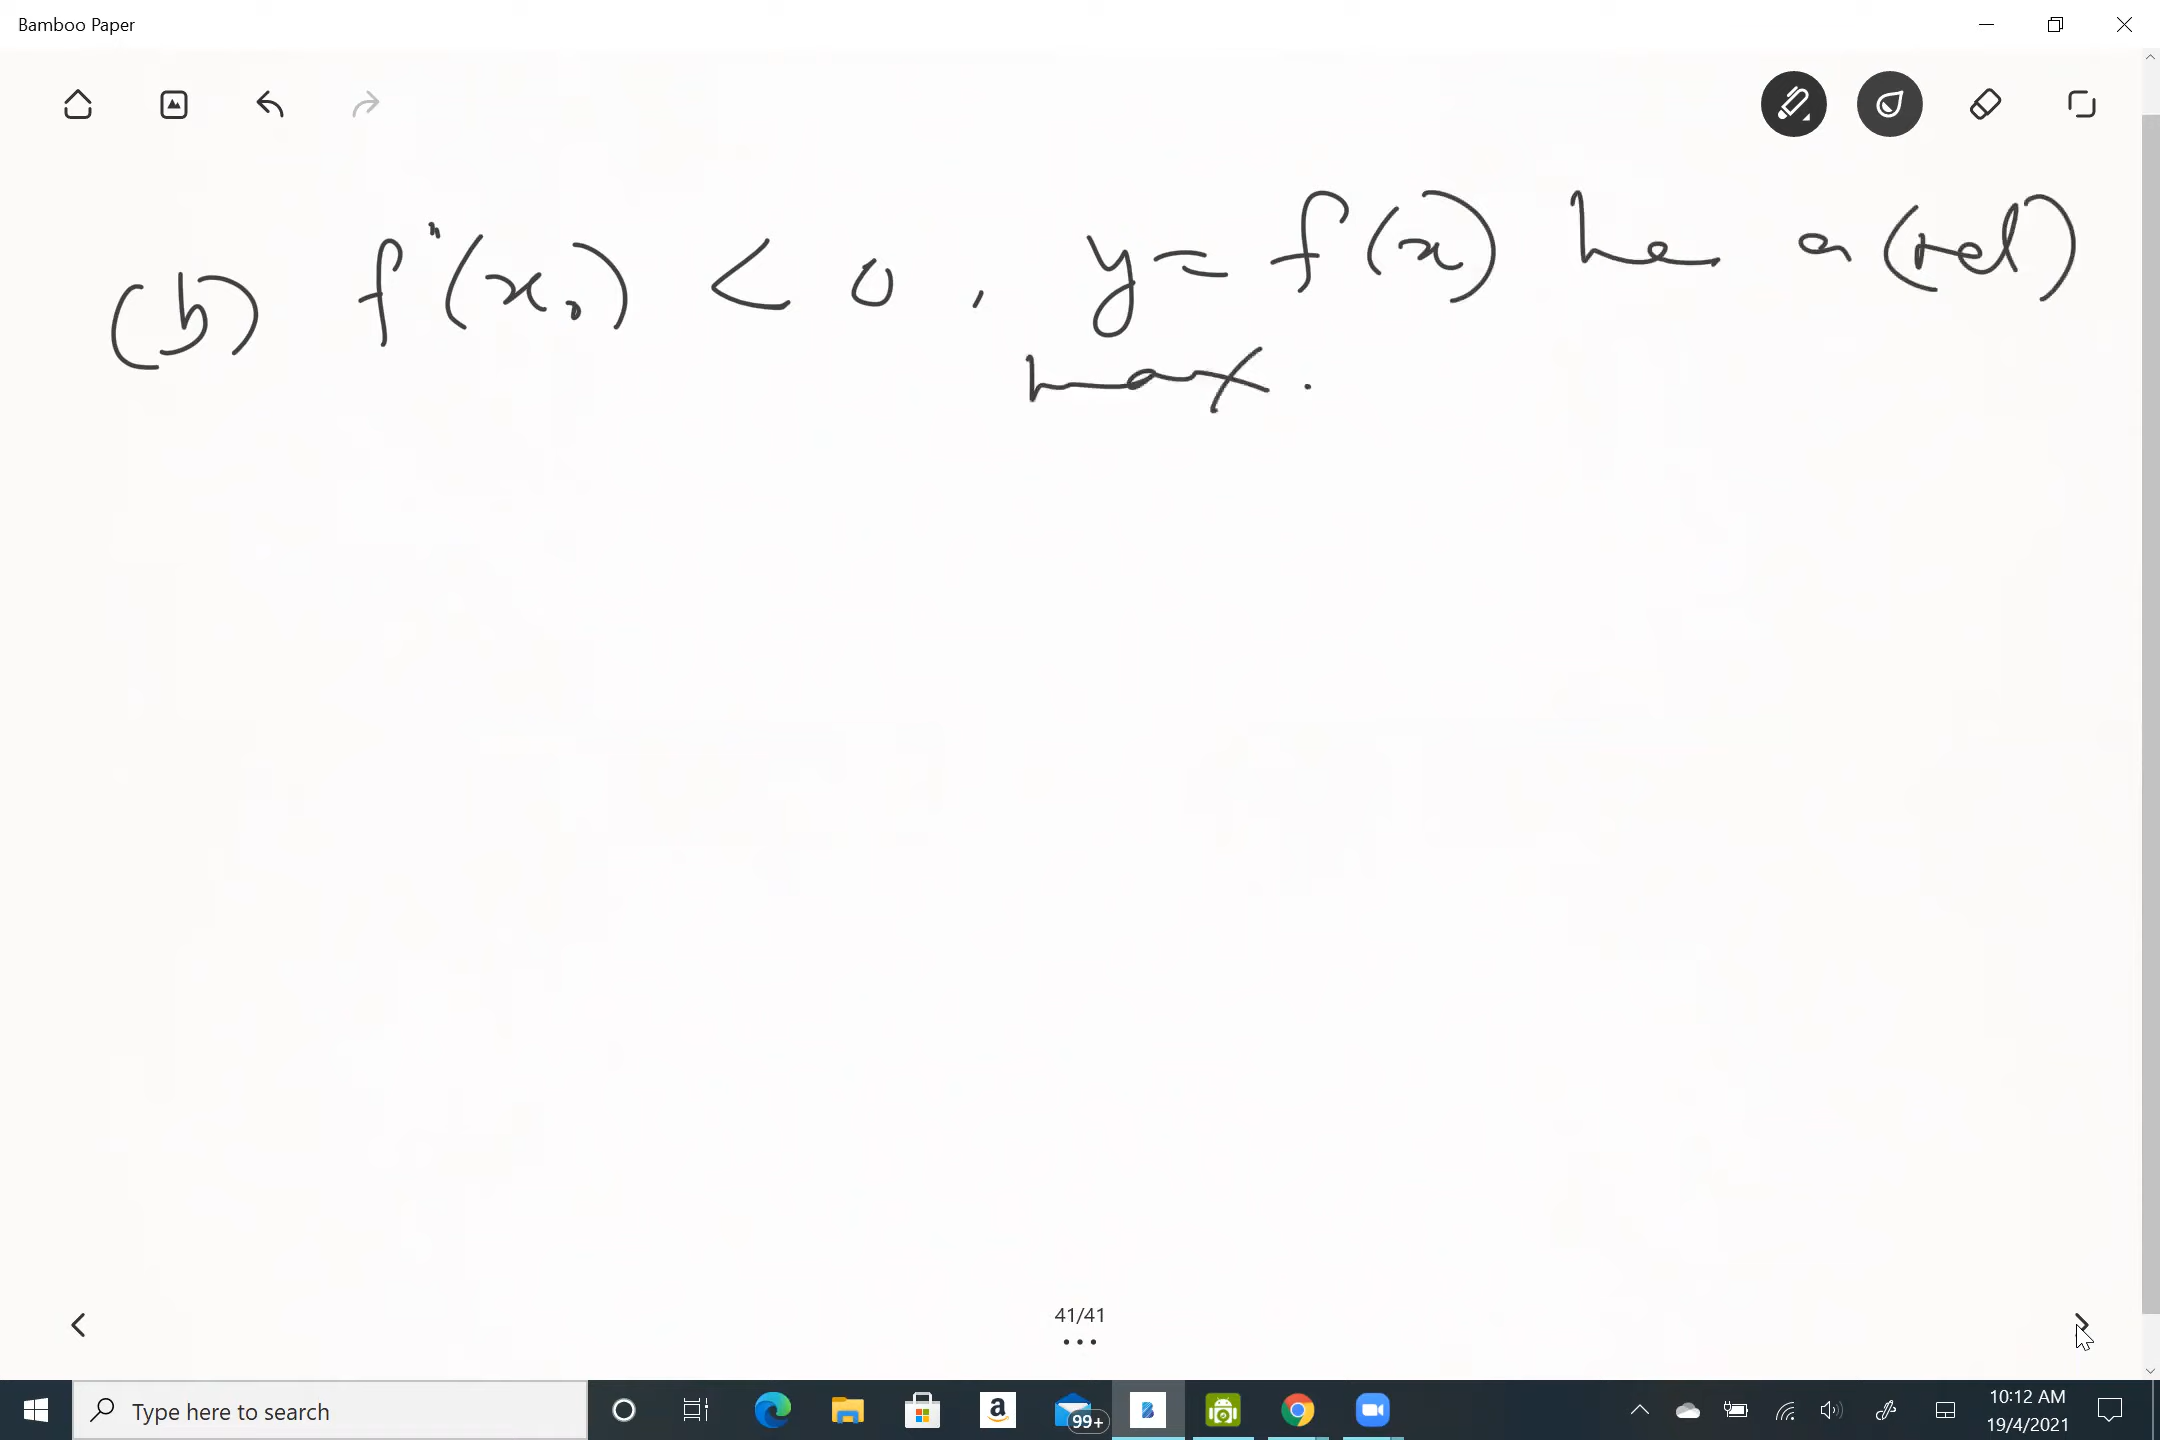 Bamboo Paper
(b) f"(x₀) < 0, y = f(x) has a (rel)
max.
41/41
Type here to search
99+
10:12 AM
19/4/2021